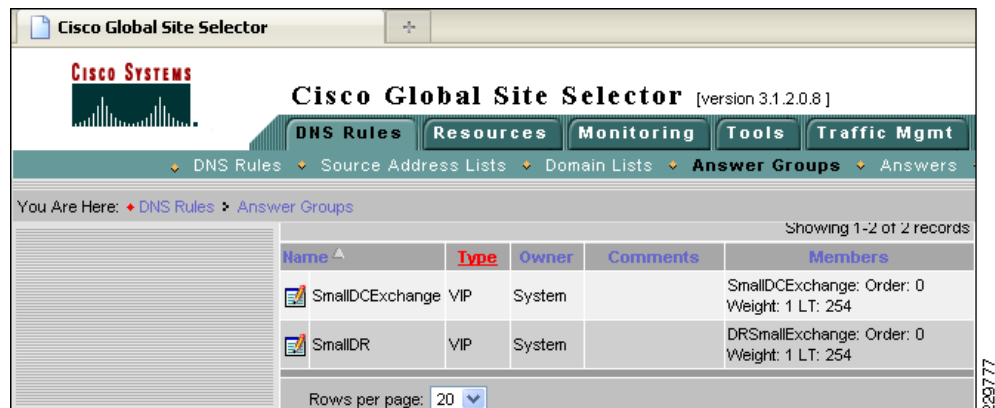 Cisco Global Site Selector
CISCO SYSTEMS
Cisco Global Site Selector [version 3.1.2.0.8 ]
DNS Rules Resources Monitoring Tools Traffic Mgmt
DNS Rules Source Address Lists Domain Lists Answer Groups Answers
You Are Here: DNS Rules Answer Groups
Showing 1-2 of 2 records
Name Type Owner Comments Members
SmallDCExchange VIP System SmallDCExchange: Order: 0
Weight: 1 LT: 254
SmallDR VIP System DRSmallExchange: Order: 0
Weight: 1 LT: 254
Rows per page: 20
229777